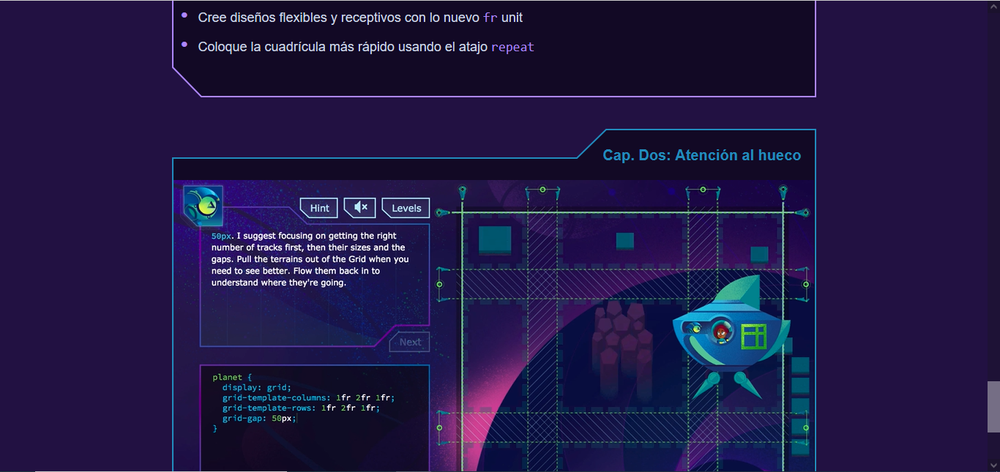 Cree diseños flexibles y receptivos con lo nuevo fr unit
Coloque la cuadrícula más rápido usando el atajo repeat
Cap. Dos: Atención al hueco
Hint
Levels
50px. I suggest focusing on getting the right
number of tracks first, then their sizes and the
gaps. Pull the terrains out of the Grid when you
need to see better. Flow them back in to
understand where they're going.
Next
planet {
display: grid;
grid-template-columns: 1fr 2fr 1fr;
grid-template-rows: 1fr 2fr 1fr;
grid-gap: 50px;
}